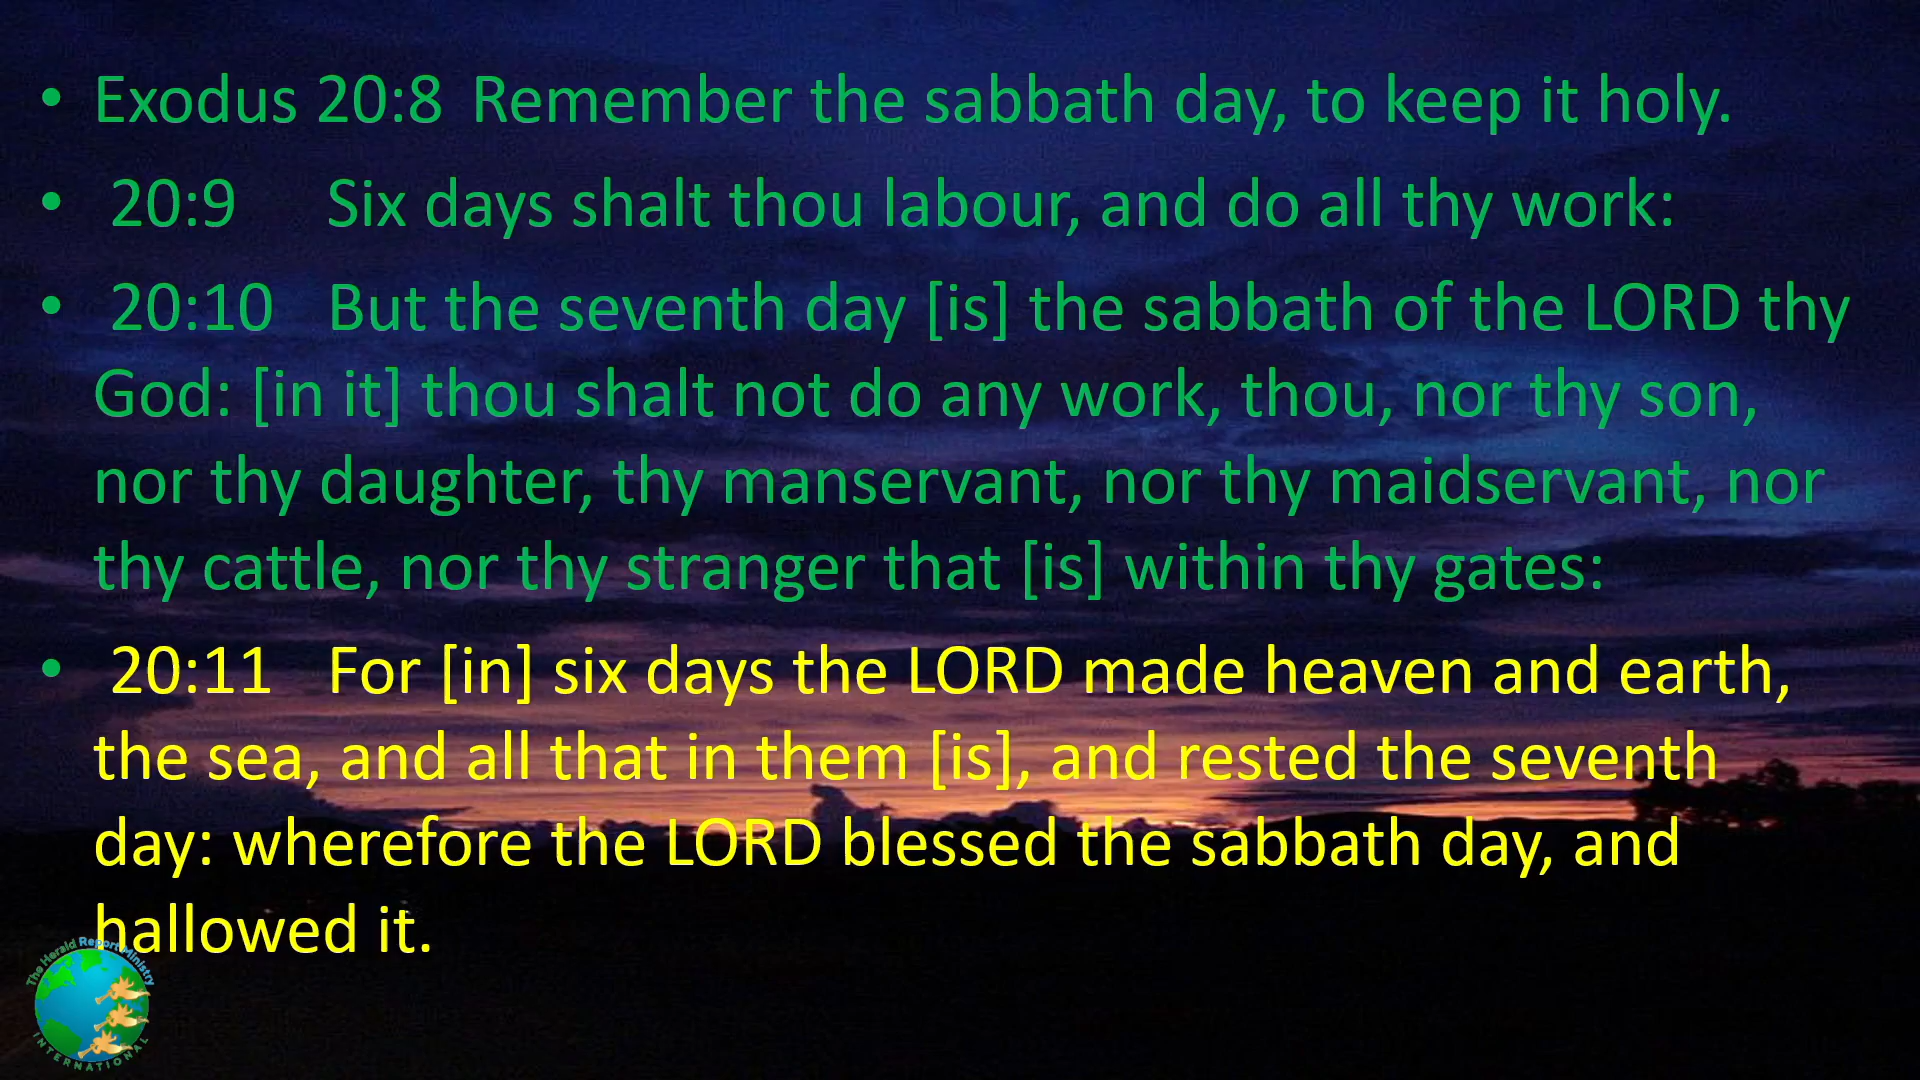 • Exodus 20:8 Remember the sabbath day, to keep it holy.
• 20:9 Six days shalt thou labour, and do all thy work:
• 20:10 But the seventh day [is] the sabbath of the LORD thy
God: [in it] thou shalt not do any work, thou, nor thy son,
nor thy daughter, thy manservant, nor thy maidservant, nor
thy cattle, nor thy stranger that [is] within thy gates:
• 20:11 For [in] six days the LORD made heaven and earth,
the sea, and all that in them [is], and rested the seventh
day: wherefore the LORD blessed the sabbath day, and
hallowed it.
The Herald Report Ministry
INTERNATIONAL